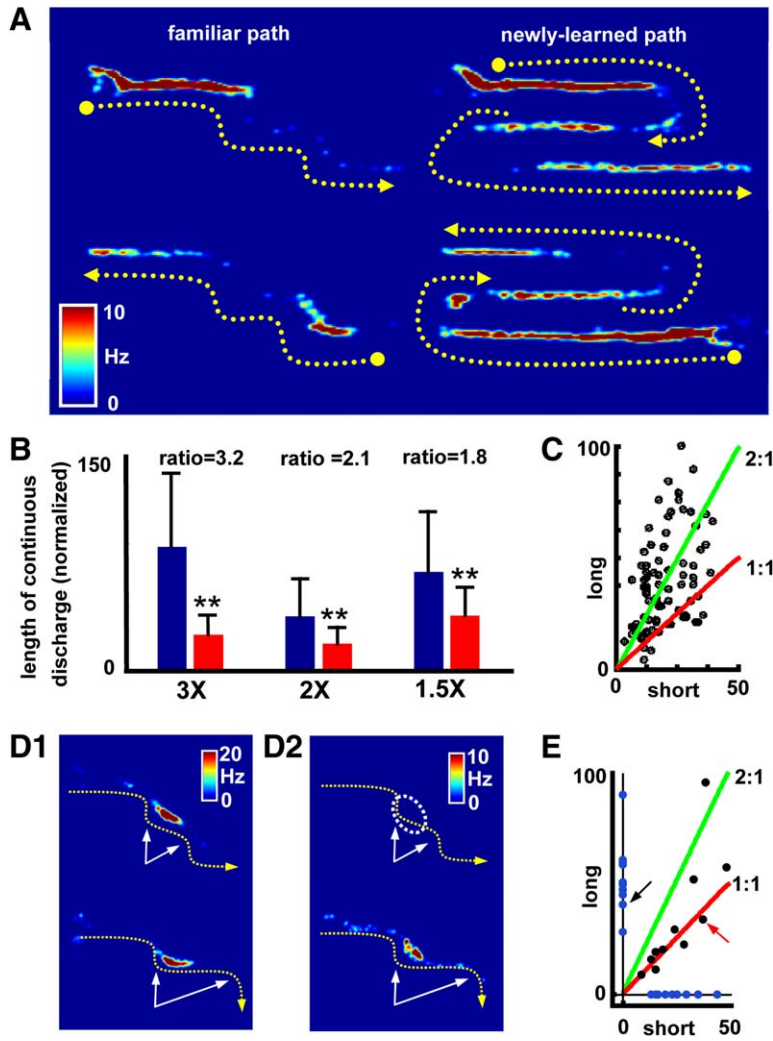 A
familiar path
newly-learned path
10
Hz
0
B
150
length of continuous
discharge (normalized)
0
ratio=3.2
ratio =2.1
ratio=1.8
**
**
**
3X
2X
1.5X
C
100
long
0
2:1
1:1
0
short
50
D1
20
Hz
0
D2
10
Hz
0
E
100
long
0
2:1
1:1
0
short
50